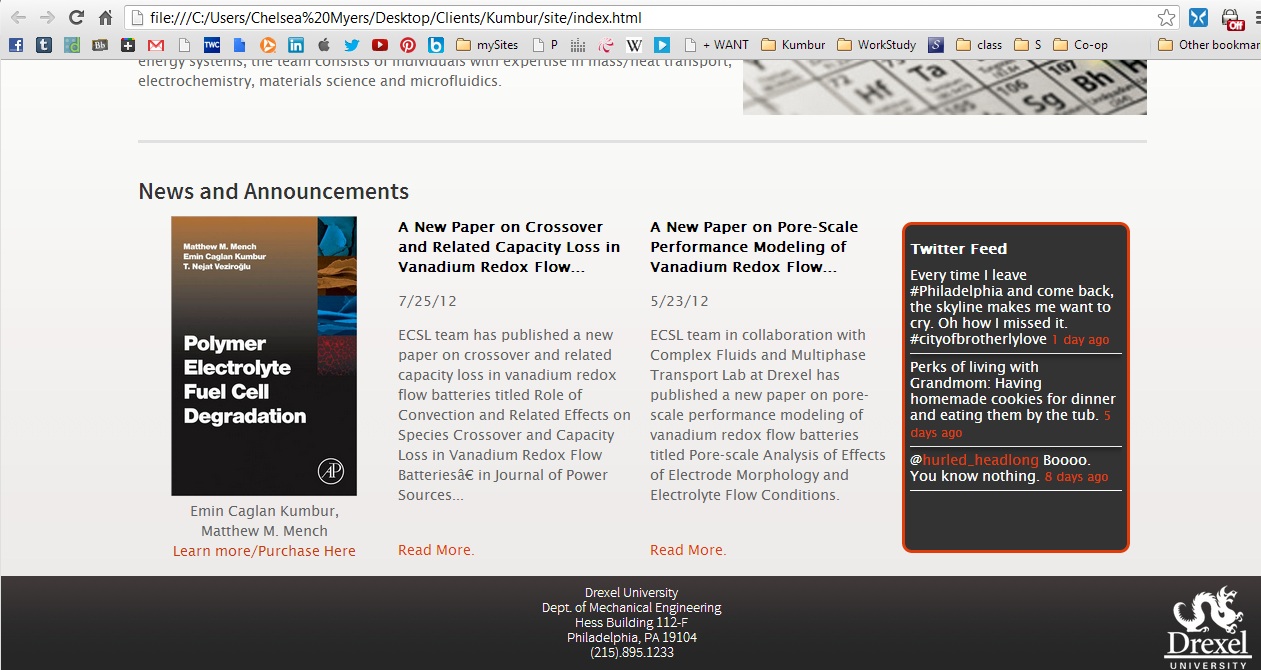 file:///C:/Users/Chelsea%20Myers/Desktop/Clients/Kumbur/site/index.html
mySites P + WANT Kumbur WorkStudy S class S Co-op Other bookmar
Off
energy systems, the team consists of individuals with expertise in mass/heat transport,
electrochemistry, materials science and microfluidics.
72 Hf Ta 105 106 Sg 107 Bh
News and Announcements
Matthew M. Mench
Emin Caglan Kumbur
T. Nejat Veziroğlu
Polymer
Electrolyte
Fuel Cell
Degradation
AP
Emin Caglan Kumbur,
Matthew M. Mench
Learn more/Purchase Here
A New Paper on Crossover
and Related Capacity Loss in
Vanadium Redox Flow...
7/25/12
ECSL team has published a new
paper on crossover and related
capacity loss in vanadium redox
flow batteries titled Role of
Convection and Related Effects on
Species Crossover and Capacity
Loss in Vanadium Redox Flow
Batteriesâ€ in Journal of Power
Sources...
Read More.
A New Paper on Pore-Scale
Performance Modeling of
Vanadium Redox Flow...
5/23/12
ECSL team in collaboration with
Complex Fluids and Multiphase
Transport Lab at Drexel has
published a new paper on pore-
scale performance modeling of
vanadium redox flow batteries
titled Pore-scale Analysis of Effects
of Electrode Morphology and
Electrolyte Flow Conditions.
Read More.
Twitter Feed
Every time I leave
#Philadelphia and come back,
the skyline makes me want to
cry. Oh how I missed it.
#cityofbrotherlylove 1 day ago
Perks of living with
Grandmom: Having
homemade cookies for dinner
and eating them by the tub. 5
days ago
@hurled_headlong Boooo.
You know nothing. 8 days ago
Drexel University
Dept. of Mechanical Engineering
Hess Building 112-F
Philadelphia, PA 19104
(215).895.1233
Drexel
UNIVERSITY